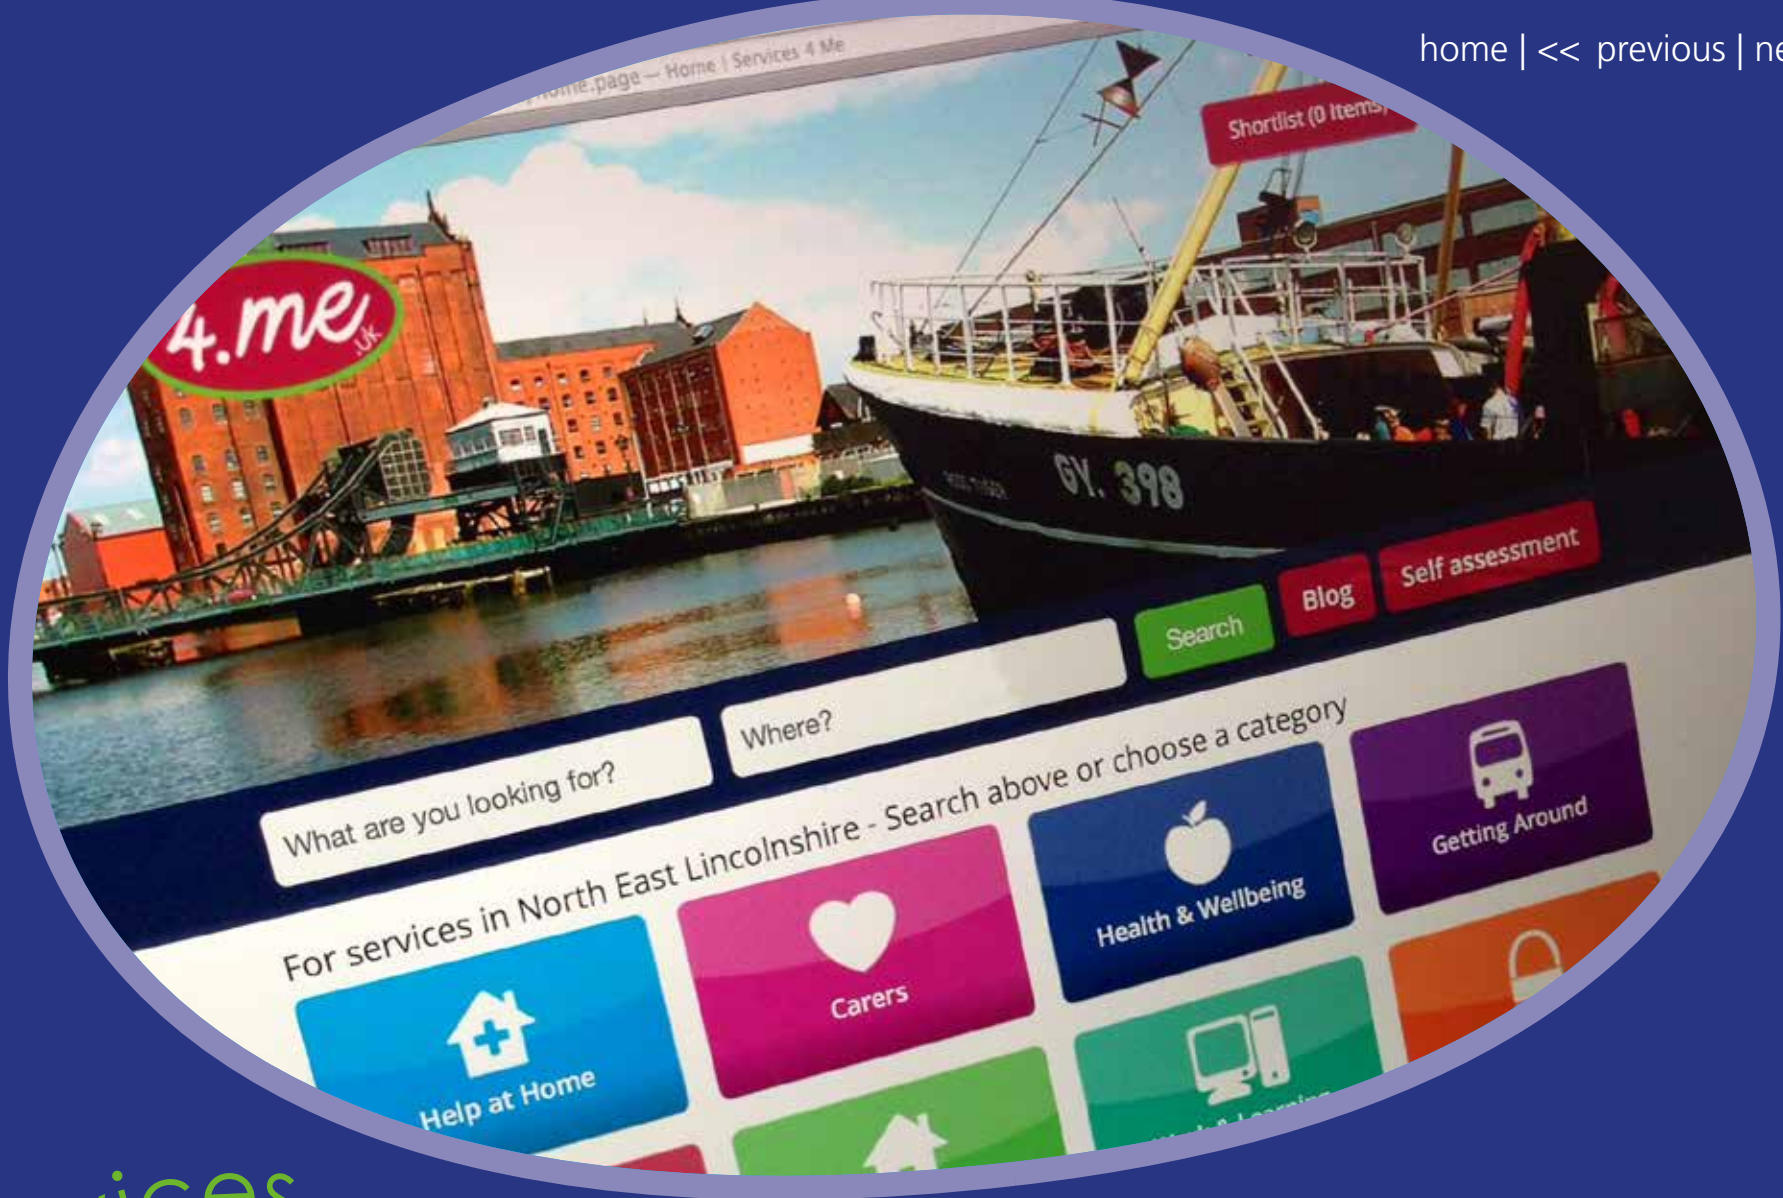 home | << previous |
home.page — Home | Services 4 Me
Shortlist (0 Items)
4.me
.uk
GY. 398
Search
Blog
Self assessment
What are you looking for?
Where?
For services in North East Lincolnshire - Search above or choose a category
Help at Home
Carers
Health & Wellbeing
Getting Around